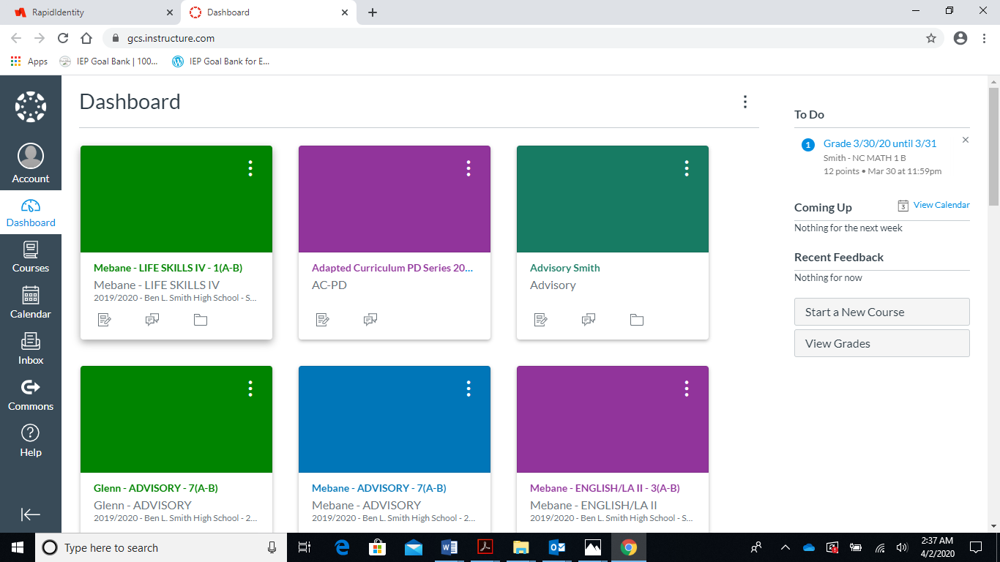 RapidIdentity
Dashboard
gcs.instructure.com
Apps
IEP Goal Bank | 100...
IEP Goal Bank for E...
Account
Dashboard
Courses
Calendar
Inbox
Commons
Help
Dashboard
Mebane - LIFE SKILLS IV - 1(A-B)
Mebane - LIFE SKILLS IV
2019/2020 - Ben L. Smith High School - S...
Adapted Curriculum PD Series 20...
AC-PD
Advisory Smith
Advisory
Glenn - ADVISORY - 7(A-B)
Glenn - ADVISORY
2019/2020 - Ben L. Smith High School - 2...
Mebane - ADVISORY - 7(A-B)
Mebane - ADVISORY
2019/2020 - Ben L. Smith High School - 2...
Mebane - ENGLISH/LA II - 3(A-B)
Mebane - ENGLISH/LA II
2019/2020 - Ben L. Smith High School - S...
To Do
1
Grade 3/30/20 until 3/31
Smith - NC MATH 1 B
12 points • Mar 30 at 11:59pm
Coming Up
3
View Calendar
Nothing for the next week
Recent Feedback
Nothing for now
Start a New Course
View Grades
Type here to search
2:37 AM
4/2/2020